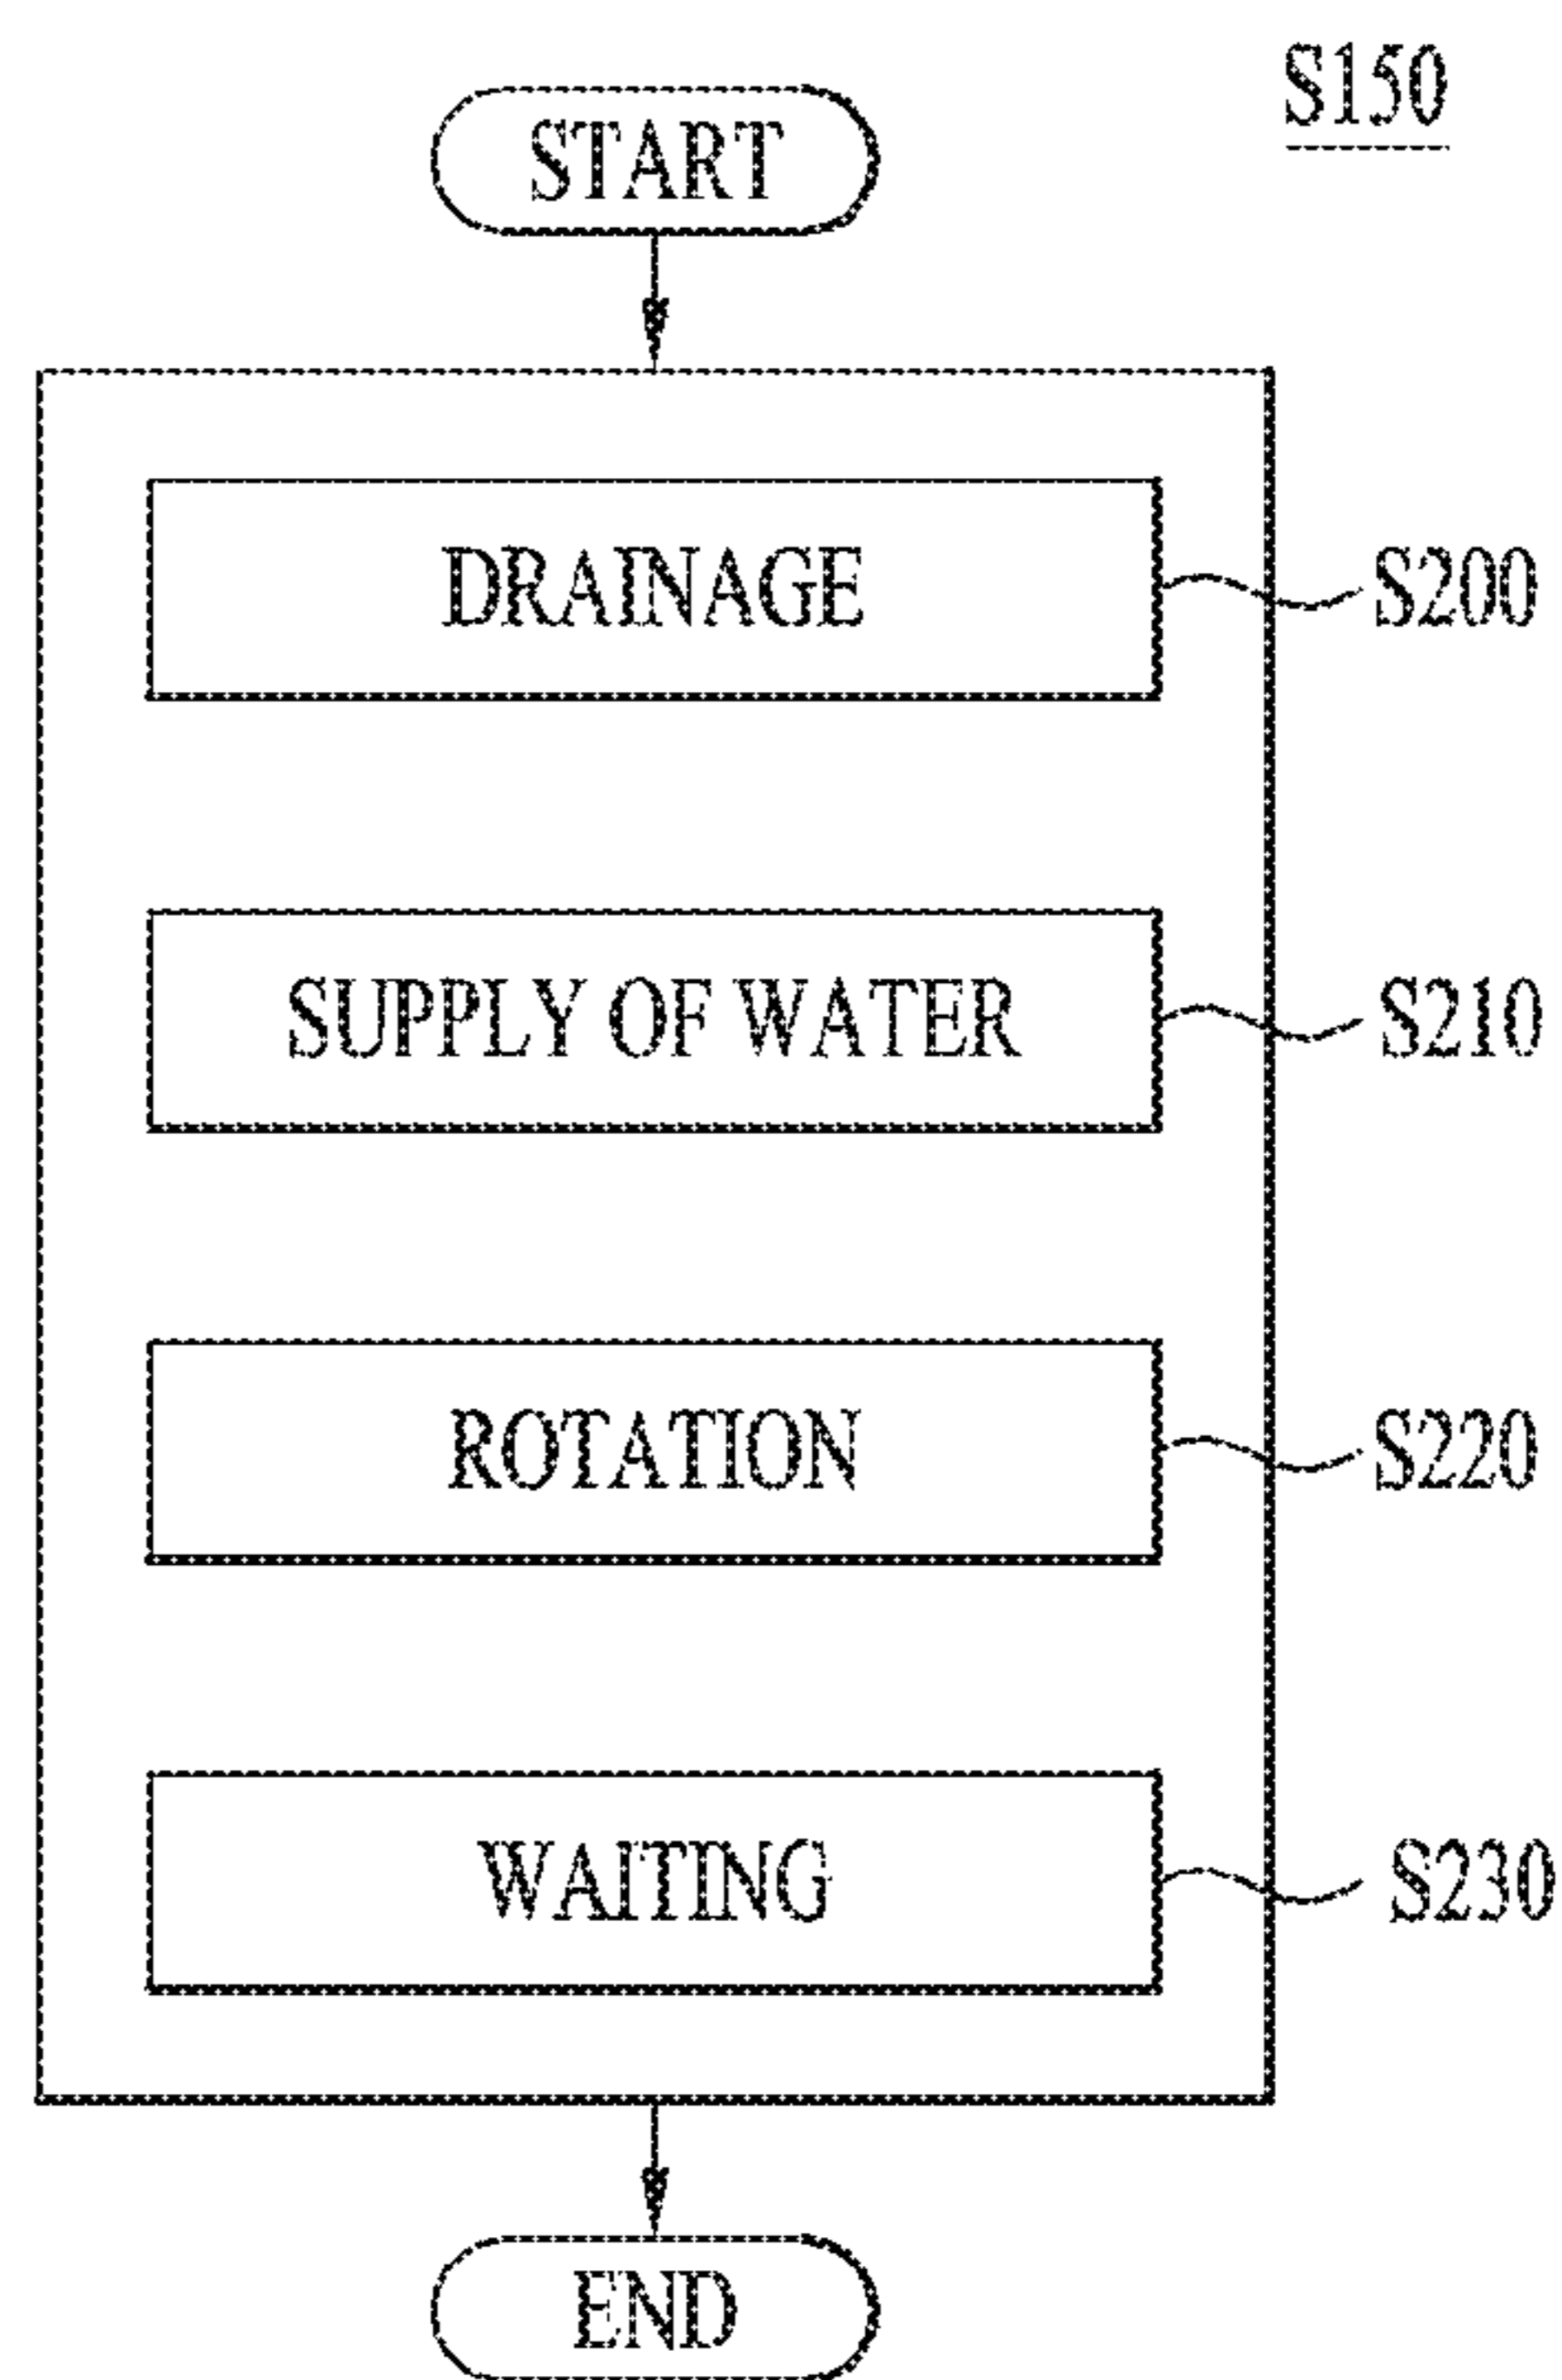 S150
START
DRAINAGE S200
SUPPLY OF WATER S210
ROTATION S220
WAITING S230
END